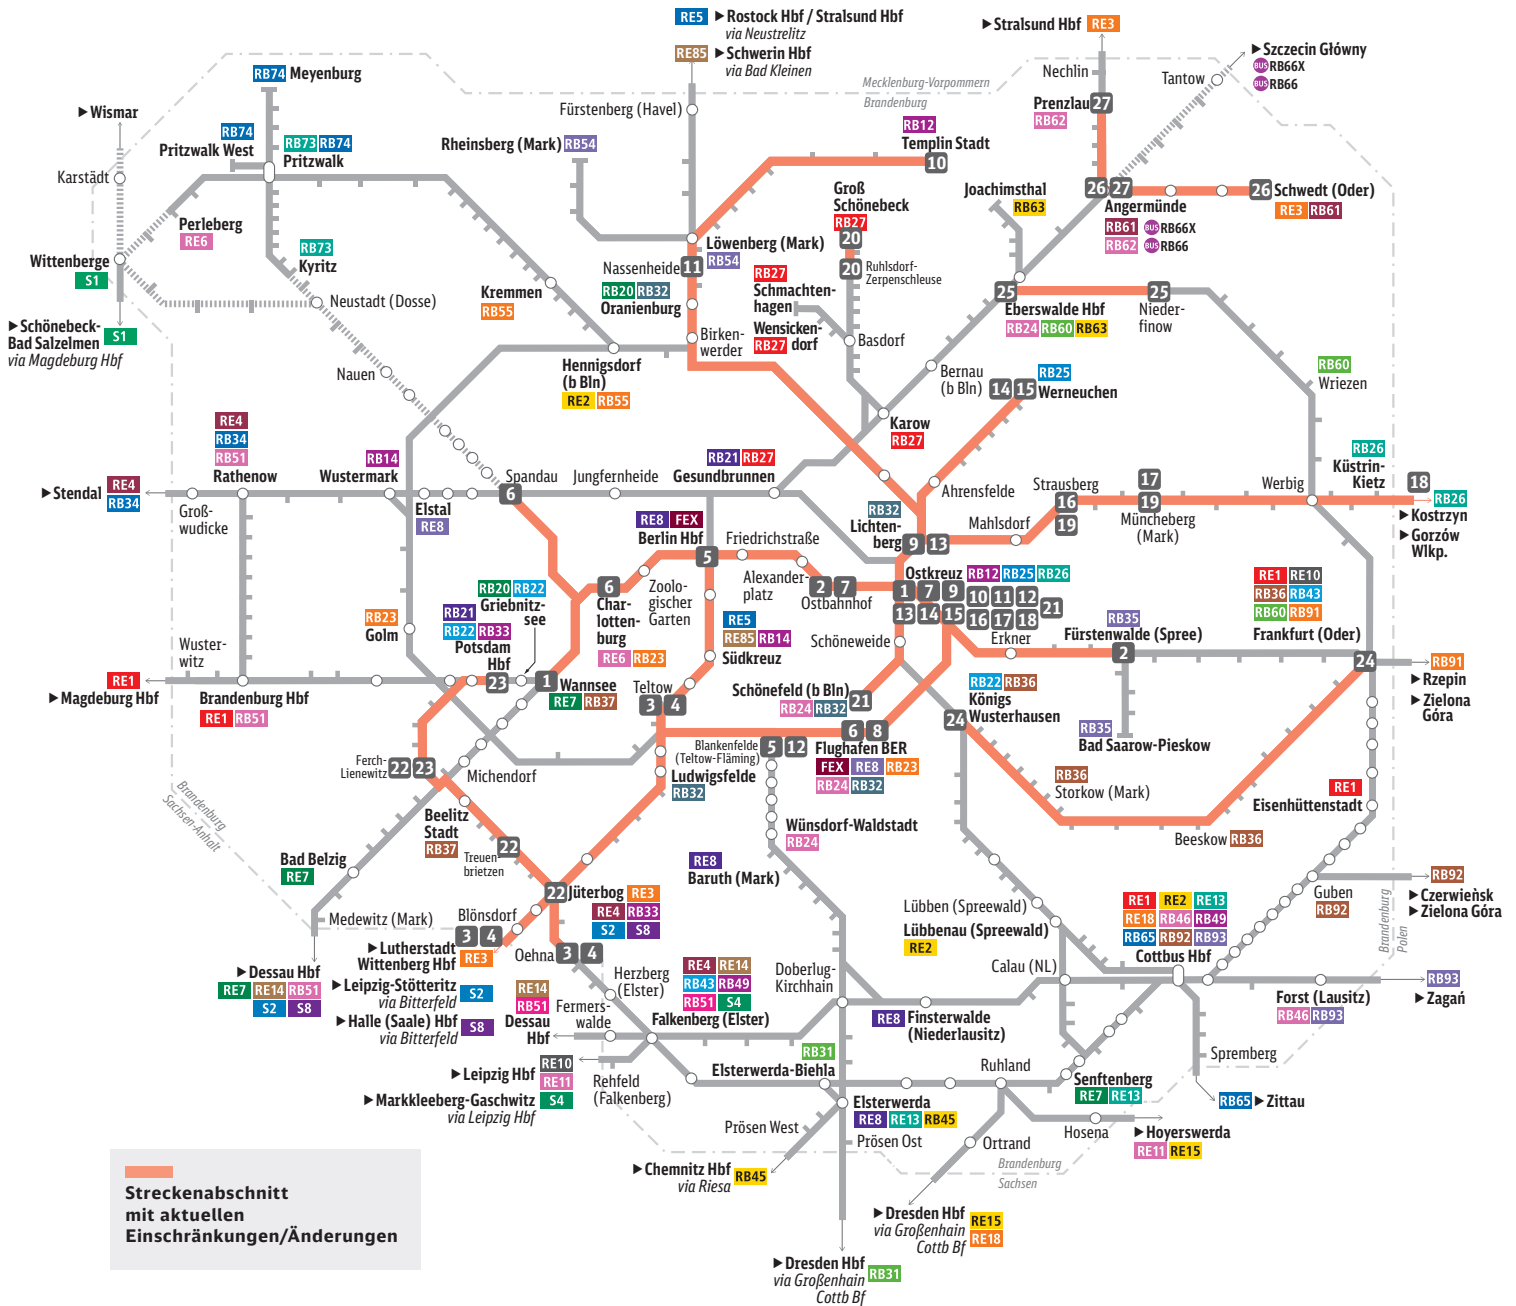 RE5 ▶ Rostock Hbf / Stralsund Hbf
via Neustrelitz
RE85 ▶ Schwerin Hbf
via Bad Kleinen
▶ Stralsund Hbf RE3
▶ Szczecin Główny
BUS RB66X
BUS RB66
Mecklenburg-Vorpommern
Brandenburg
Nechlin
Tantow
Prenzlau 27
RB62
RB74 Meyenburg
▶ Wismar
RB74
Pritzwalk West
RB73 RB74
Pritzwalk
Karstädt
Perleberg
RE6
Wittenberge
S1
▶ Schönebeck-
Bad Salzelmen S1
via Magdeburg Hbf
RB73
Kyritz
Neustadt (Dosse)
Nauen
Fürstenberg (Havel)
Rheinsberg (Mark) RB54
RB12
Templin Stadt
10
Groß
Schönebeck
RB27
20
20 Ruhlsdorf-
Zerpenschleuse
Joachimsthal
RB63
26 27
Angermünde
RB61 BUS RB66X
RB62 BUS RB66
26 Schwedt (Oder)
RE3 RB61
Löwenberg (Mark)
RB54
Nassenheide 11
RB20 RB32
Oranienburg
Kremmen
RB55
Birken-
werder
RB27
Schmachten-
hagen
Wensicken-
dorf
RB27
Basdorf
25
Eberswalde Hbf
RB24 RB60 RB63
25
Nieder-
finow
RB60
Wriezen
Hennigsdorf
(b Bln)
RE2 RB55
Bernau
(b Bln)
14 15
RB25
Werneuchen
Karow
RB27
RE4
RB34
RB51
Rathenow
RB14
Wustermark
▶ Stendal RE4
RB34
Groß-
wudicke
Elstal
RE8
Spandau
6
Jungfernheide
RB21 RB27
Gesundbrunnen
Ahrensfelde
RB32
Lichten-
berg
9 13
Mahlsdorf
Strausberg
16
19
17
19
Müncheberg
(Mark)
Werbig
RB26
Küstrin-
Kietz
18
RB26
▶ Kostrzyn
▶ Gorzów
Wlkp.
RE8 FEX
Berlin Hbf
5
Friedrichstraße
Alexander-
platz
2 7
Ostbahnhof
Ostkreuz RB12 RB25 RB26
1 7 9 10 11 12 21
13 14 15 16 17 18
Erkner
Zoolo-
gischer
Garten
6
Char-
lotten-
burg
RE6 RB23
RB20 RB22
Griebnitz-
see
RB21
RB22 RB33
Potsdam
Hbf
23
RB23
Golm
1 Wannsee
RE7 RB37
RE5
RE85 RB14
Südkreuz
Schöneweide
RB35
Fürstenwalde (Spree)
2
RE1 RE10
RB36 RB43
RB60 RB91
Frankfurt (Oder)
24
RB91
▶ Rzepin
▶ Zielona
Góra
Wuster-
witz
RE1
▶ Magdeburg Hbf
Brandenburg Hbf
RE1 RB51
Teltow
3 4
Schönefeld (b Bln) 21
RB24 RB32
RB22 RB36
Königs
Wusterhausen
24
RB35
Bad Saarow-Pieskow
Ferch-
Lienewitz 22 23
Michendorf
Blankenfelde
(Teltow-Fläming)
5 12
6 8
Flughafen BER
FEX RE8 RB23
RB24 RB32
Ludwigsfelde
RB32
RB36
Storkow (Mark)
Beeskow RB36
RE1
Eisenhüttenstadt
Brandenburg
Sachsen-Anhalt
Beelitz
Stadt
RB37
22
Treuen-
brietzen
Wünsdorf-Waldstadt
RB24
RE8
Baruth (Mark)
Bad Belzig
RE7
Medewitz (Mark)
22 Jüterbog RE3
RE4 RB33
S2 S8
Blönsdorf
3 4
▶ Lutherstadt
Wittenberg Hbf RE3
Oehna 3 4
▶ Dessau Hbf
RE7 RE14 RB51
S2 S8
▶ Leipzig-Stötteritz S2
via Bitterfeld
▶ Halle (Saale) Hbf S8
via Bitterfeld
Herzberg
(Elster)
RE14
RB51
Dessau
Hbf
Fermers-
walde
RE4 RE14
RB43 RB49
RB51 S4
Falkenberg (Elster)
Doberlug-
Kirchhain
Lübben (Spreewald)
Lübbenau (Spreewald)
RE2
Calau (NL)
RE1 RE2 RE13
RE18 RB46 RB49
RB65 RB92 RB93
Cottbus Hbf
Guben
RB92
RB92
▶ Czerwieńsk
▶ Zielona Góra
Brandenburg
Polen
Forst (Lausitz)
RB46 RB93
RB93
▶ Zagań
RE8 Finsterwalde
(Niederlausitz)
▶ Leipzig Hbf RE10
RE11
▶ Markkleeberg-Gaschwitz S4
via Leipzig Hbf
Rehfeld
(Falkenberg)
RB31
Elsterwerda-Biehla
Elsterwerda
RE8 RE13 RB45
Prösen West
Prösen Ost
Ruhland
Senftenberg
RE7 RE13
Spremberg
RB65 ▶ Zittau
Hosena
▶ Hoyerswerda
RE11 RE15
Ortrand
Brandenburg
Sachsen
▶ Chemnitz Hbf RB45
via Riesa
▶ Dresden Hbf RE15
via Großenhain RE18
Cottb Bf
▶ Dresden Hbf RB31
via Großenhain
Cottb Bf
Streckenabschnitt
mit aktuellen
Einschränkungen/Änderungen